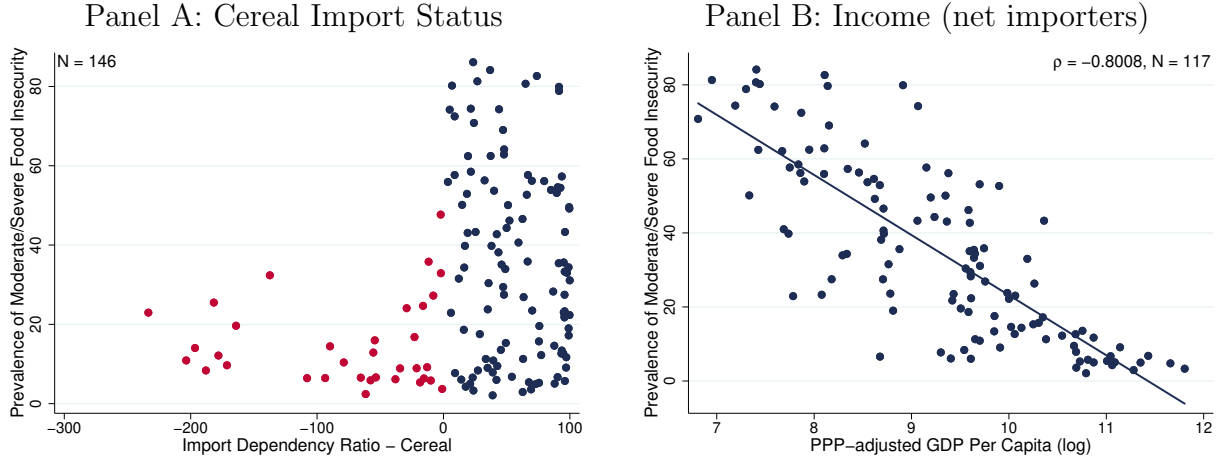 Panel A: Cereal Import Status
N = 146
Prevalence of Moderate/Severe Food Insecurity
80
60
40
20
0
−300
−200
−100
0
100
Import Dependency Ratio − Cereal
Panel B: Income (net importers)
ρ = −0.8008, N = 117
Prevalence of Moderate/Severe Food Insecurity
80
60
40
20
0
7
8
9
10
11
12
PPP−adjusted GDP Per Capita (log)